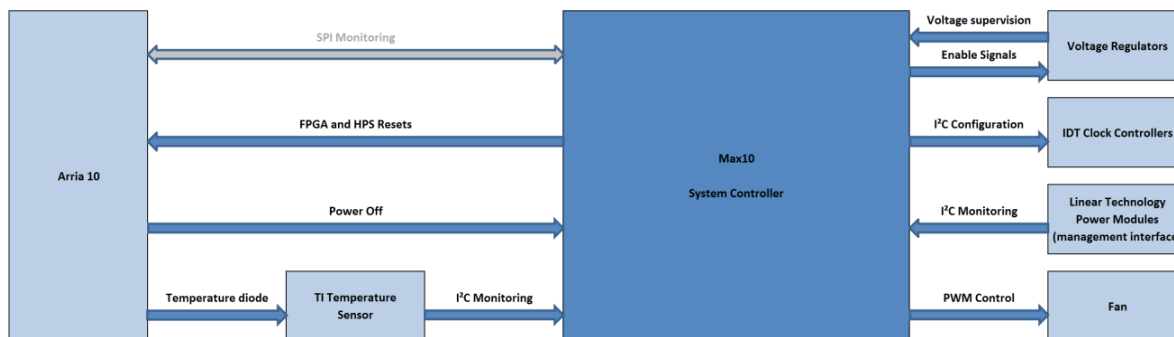 SPI Monitoring
Voltage supervision
Voltage Regulators
Enable Signals
FPGA and HPS Resets
I²C Configuration
IDT Clock Controllers
Arria 10
Max10
System Controller
Power Off
I²C Monitoring
Linear Technology
Power Modules
(management interface
Temperature diode
TI Temperature
Sensor
I²C Monitoring
PWM Control
Fan